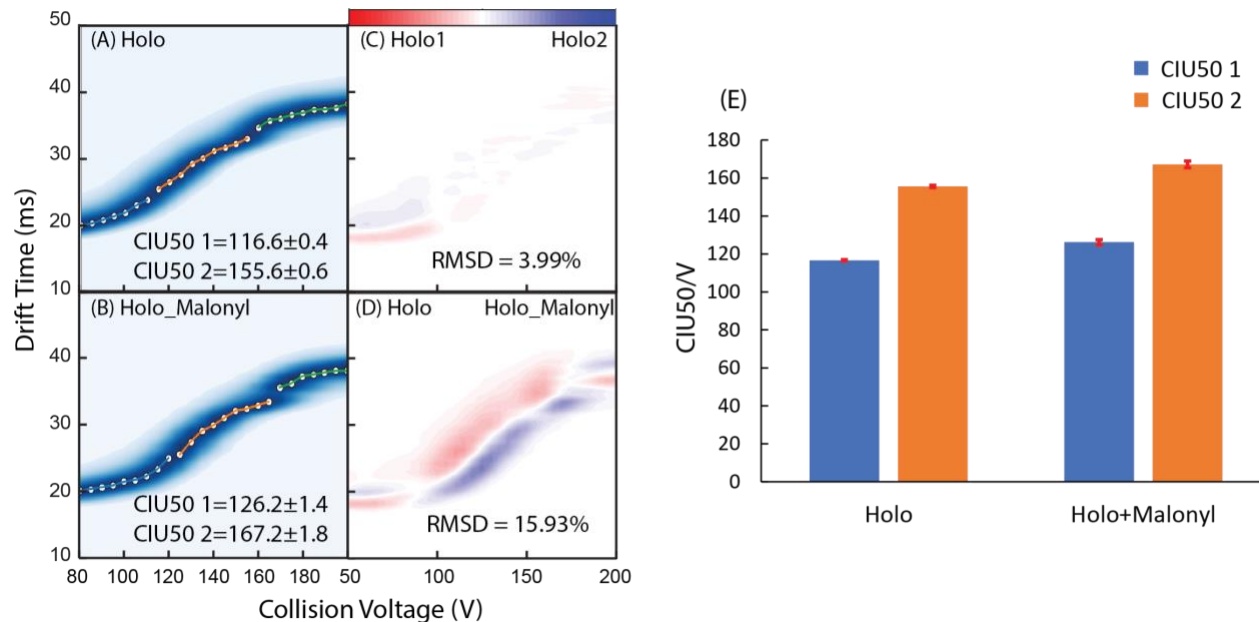 50
(A) Holo
(C) Holo1
Holo2
40
30
20
10
CIU50 1=116.6±0.4
CIU50 2=155.6±0.6
RMSD = 3.99%
Drift Time (ms)
(B) Holo_Malonyl
(D) Holo
Holo_Malonyl
40
30
20
10
CIU50 1=126.2±1.4
CIU50 2=167.2±1.8
RMSD = 15.93%
80 100 120 140 160 180 50 100 150 200
Collision Voltage (V)
CIU50 1
CIU50 2
(E)
CIU50/V
180
160
140
120
100
80
60
40
20
0
Holo
Holo+Malonyl